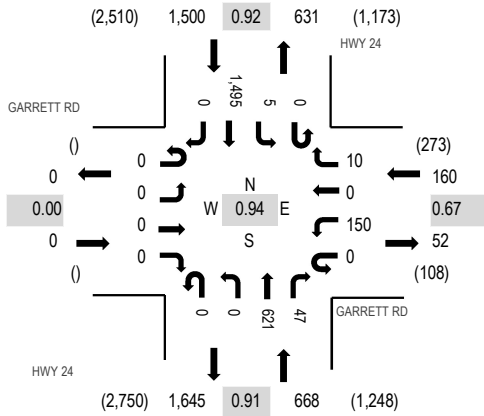 (2,510) 1,500 0.92 631 (1,173)
HWY 24
1,495
0 5 0
GARRETT RD
() 0 10 (273)
0 0 0 160
N
0.00 0 W 0.94 E 150 0.67
S
0 0 0 52
() (108)
0 0 621 47
GARRETT RD
HWY 24
(2,750) 1,645 0.91 668 (1,248)